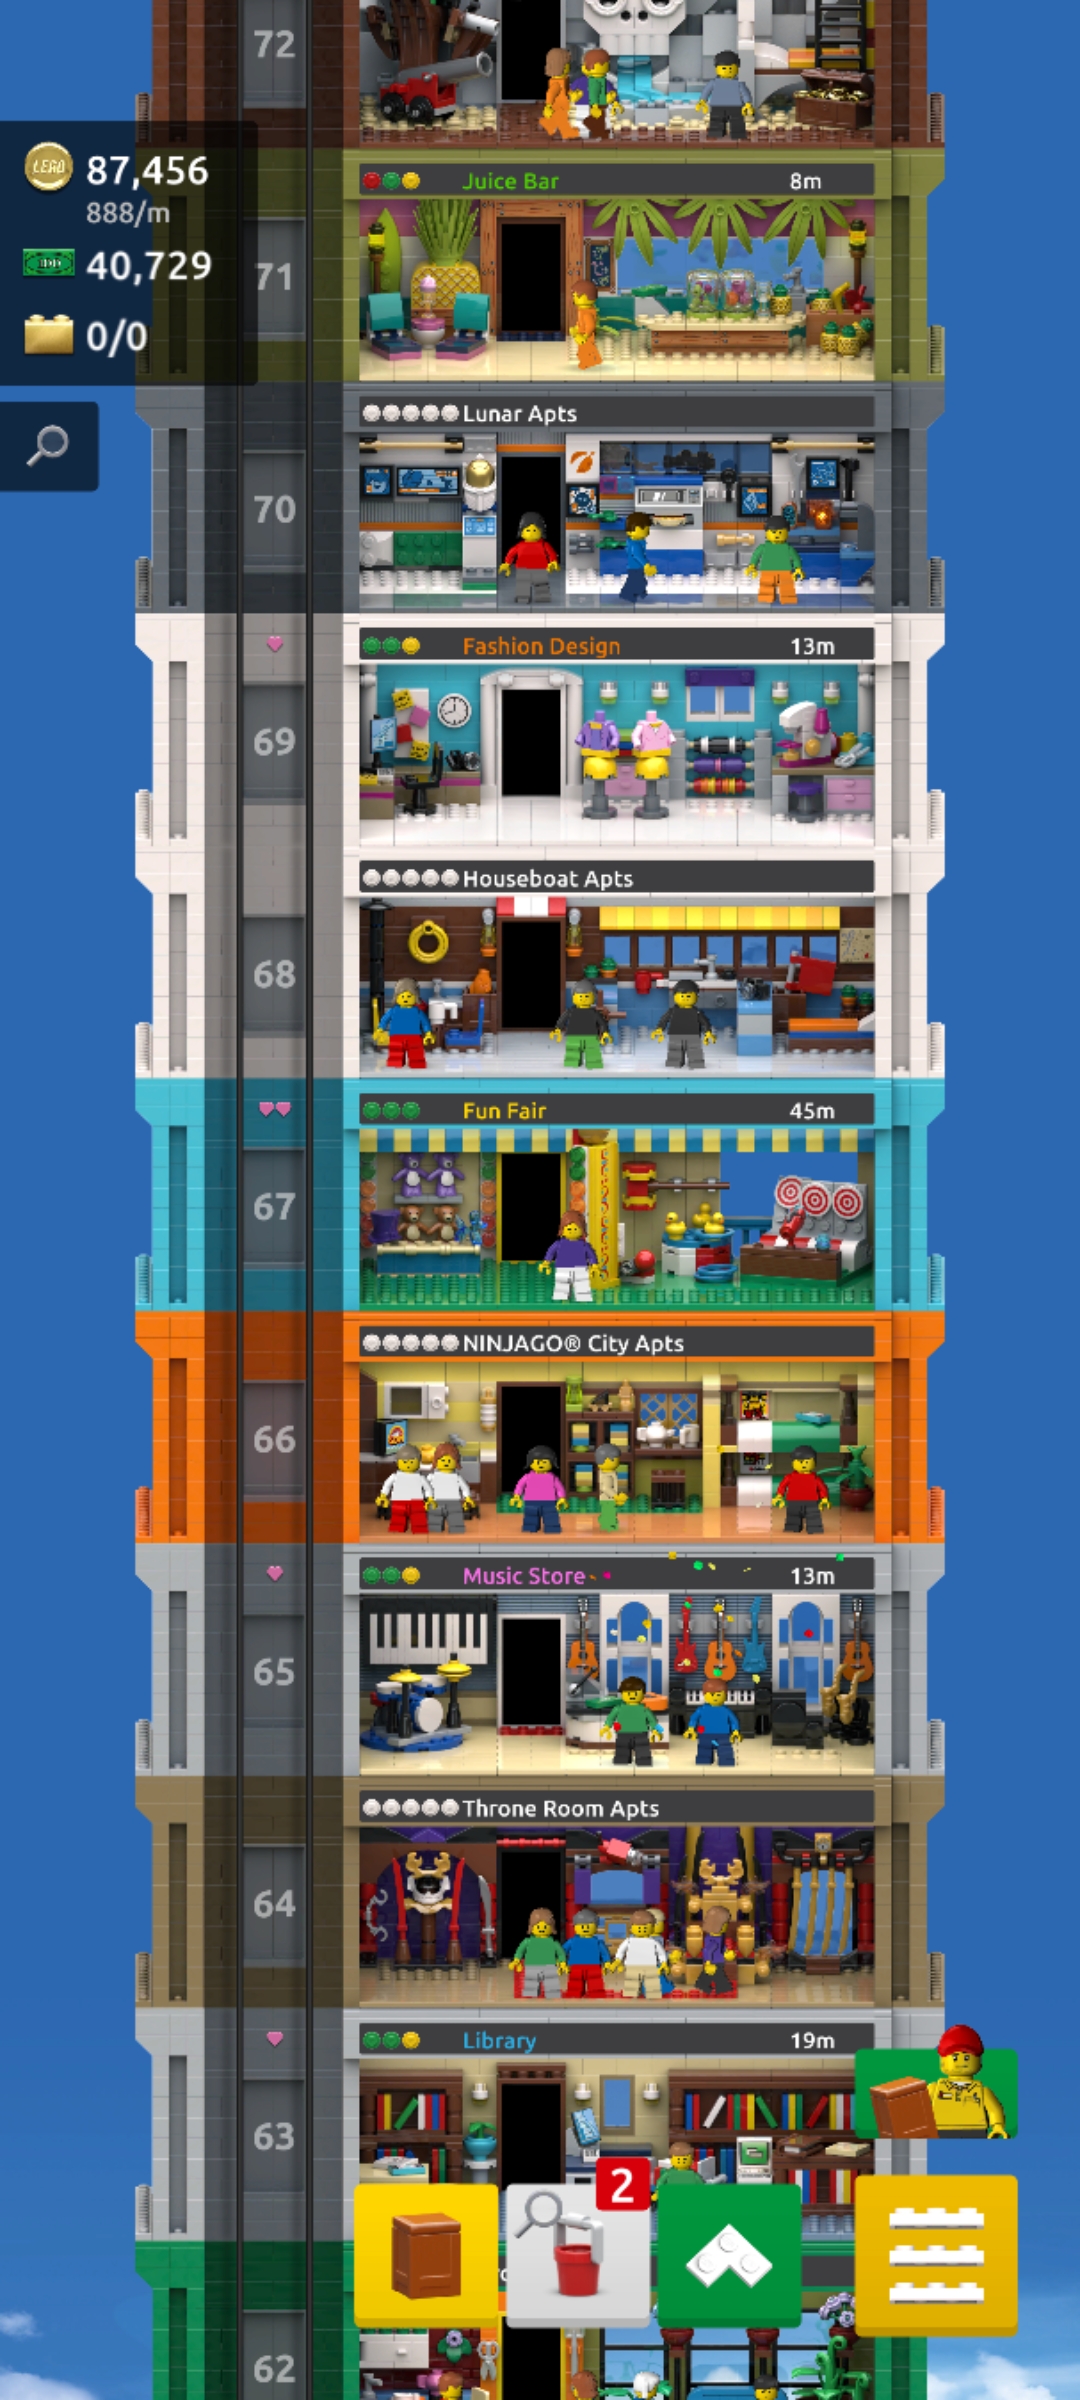 72
LEGO
87,456
888/m
40,729
0/0
Juice Bar 8m
71
Lunar Apts
70
Fashion Design 13m
69
Houseboat Apts
68
Fun Fair 45m
67
NINJAGO® City Apts
66
Music Store 13m
65
Throne Room Apts
64
Library 19m
63
2
62